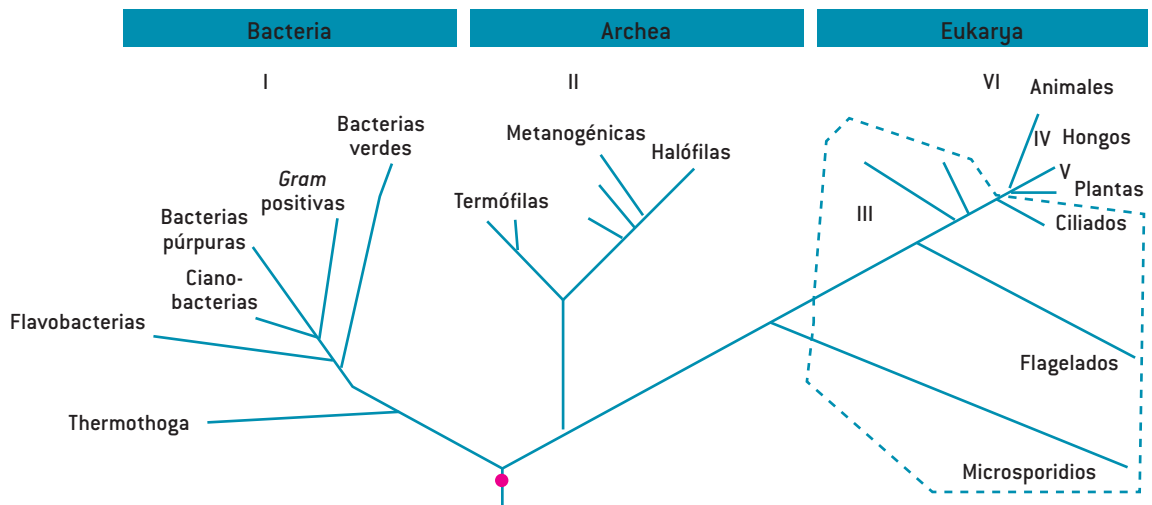 Bacteria
Archea
Eukarya
I
II
VI
Animales
Bacterias
verdes
Metanogénicas
Halófilas
IV
Hongos
Gram
positivas
Termófilas
V
Plantas
Bacterias
púrpuras
III
Ciliados
Ciano-
bacterias
Flavobacterias
Flagelados
Thermothoga
Microsporidios